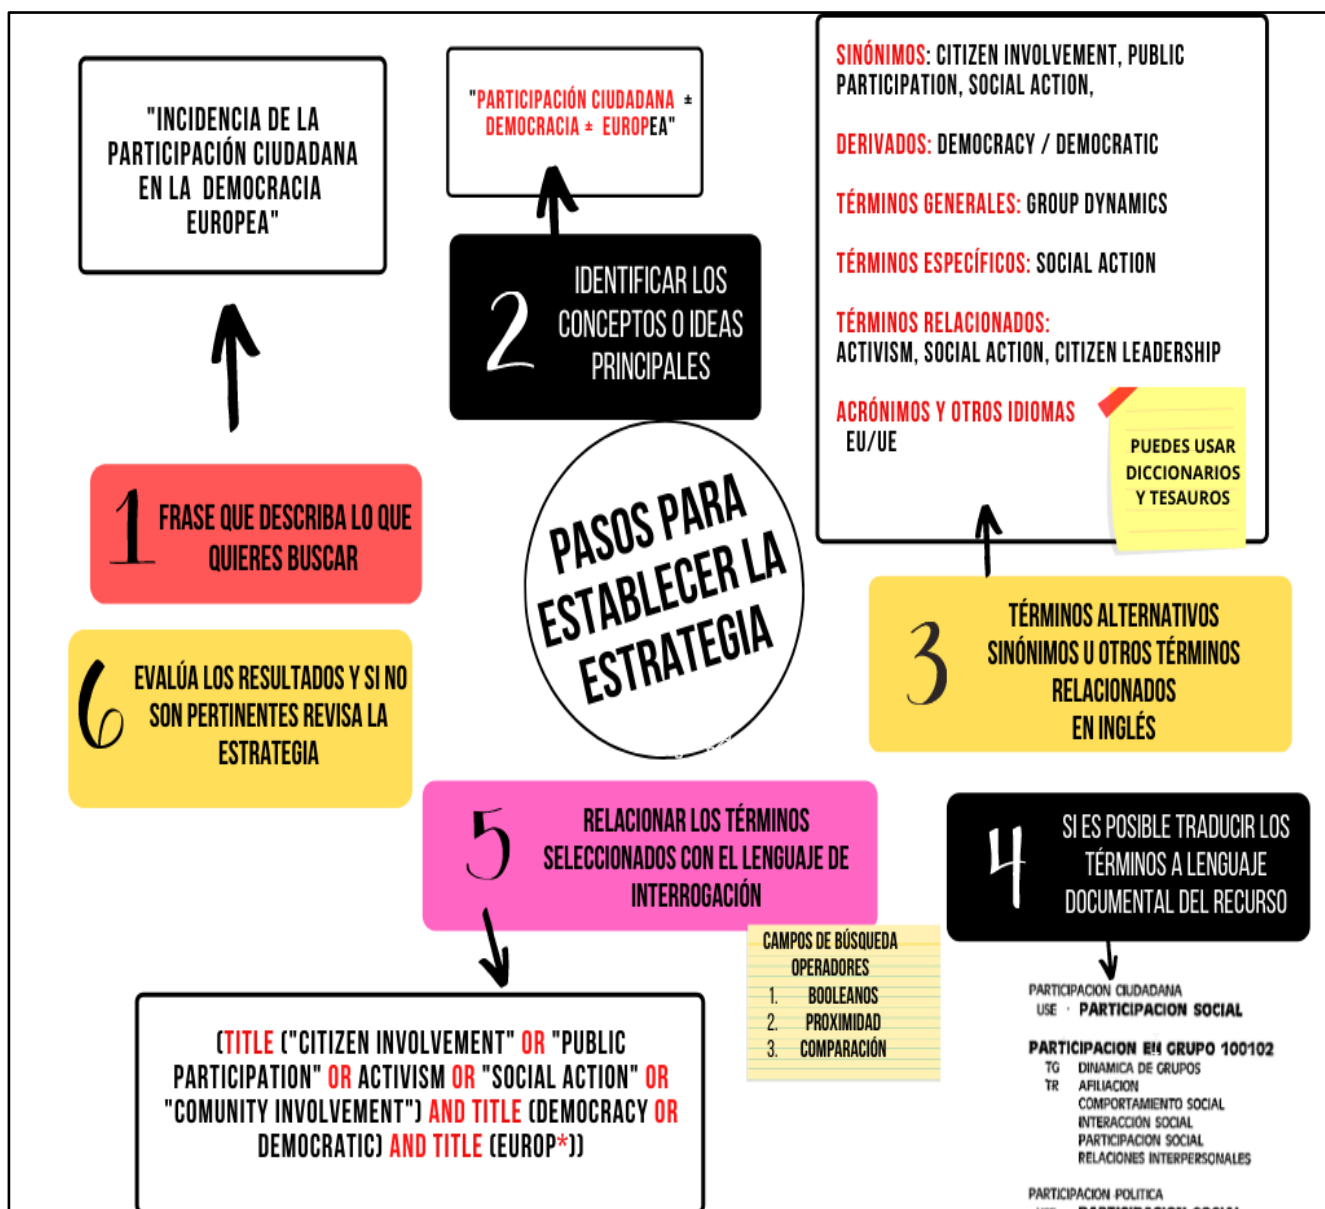 "INCIDENCIA DE LA
PARTICIPACIÓN CIUDADANA
EN LA DEMOCRACIA
EUROPEA"
1 FRASE QUE DESCRIBA LO QUE
QUIERES BUSCAR
"PARTICIPACIÓN CIUDADANA ±
DEMOCRACIA ± EUROPEA"
2 IDENTIFICAR LOS
CONCEPTOS O IDEAS
PRINCIPALES
SINÓNIMOS: CITIZEN INVOLVEMENT, PUBLIC
PARTICIPATION, SOCIAL ACTION,
DERIVADOS: DEMOCRACY / DEMOCRATIC
TÉRMINOS GENERALES: GROUP DYNAMICS
TÉRMINOS ESPECÍFICOS: SOCIAL ACTION
TÉRMINOS RELACIONADOS:
ACTIVISM, SOCIAL ACTION, CITIZEN LEADERSHIP
ACRÓNIMOS Y OTROS IDIOMAS
EU/UE
PUEDES USAR
DICCIONARIOS
Y TESAUROS
PASOS PARA
ESTABLECER LA
ESTRATEGIA
3 TÉRMINOS ALTERNATIVOS
SINÓNIMOS U OTROS TÉRMINOS
RELACIONADOS
EN INGLÉS
4 SI ES POSIBLE TRADUCIR LOS
TÉRMINOS A LENGUAJE
DOCUMENTAL DEL RECURSO
PARTICIPACION CIUDADANA
USE · PARTICIPACION SOCIAL
PARTICIPACION EN GRUPO 100102
TG DINAMICA DE GRUPOS
TR AFILIACION
COMPORTAMIENTO SOCIAL
INTERACCIÓN SOCIAL
PARTICIPACION SOCIAL
RELACIONES INTERPERSONALES
PARTICIPACION POLITICA
5 RELACIONAR LOS TÉRMINOS
SELECCIONADOS CON EL LENGUAJE DE
INTERROGACIÓN
CAMPOS DE BÚSQUEDA
OPERADORES
1. BOOLEANOS
2. PROXIMIDAD
3. COMPARACIÓN
(TITLE ("CITIZEN INVOLVEMENT" OR "PUBLIC
PARTICIPATION" OR ACTIVISM OR "SOCIAL ACTION" OR
"COMUNITY INVOLVEMENT") AND TITLE (DEMOCRACY OR
DEMOCRATIC) AND TITLE (EUROP*))
6 EVALÚA LOS RESULTADOS Y SI NO
SON PERTINENTES REVISA LA
ESTRATEGIA